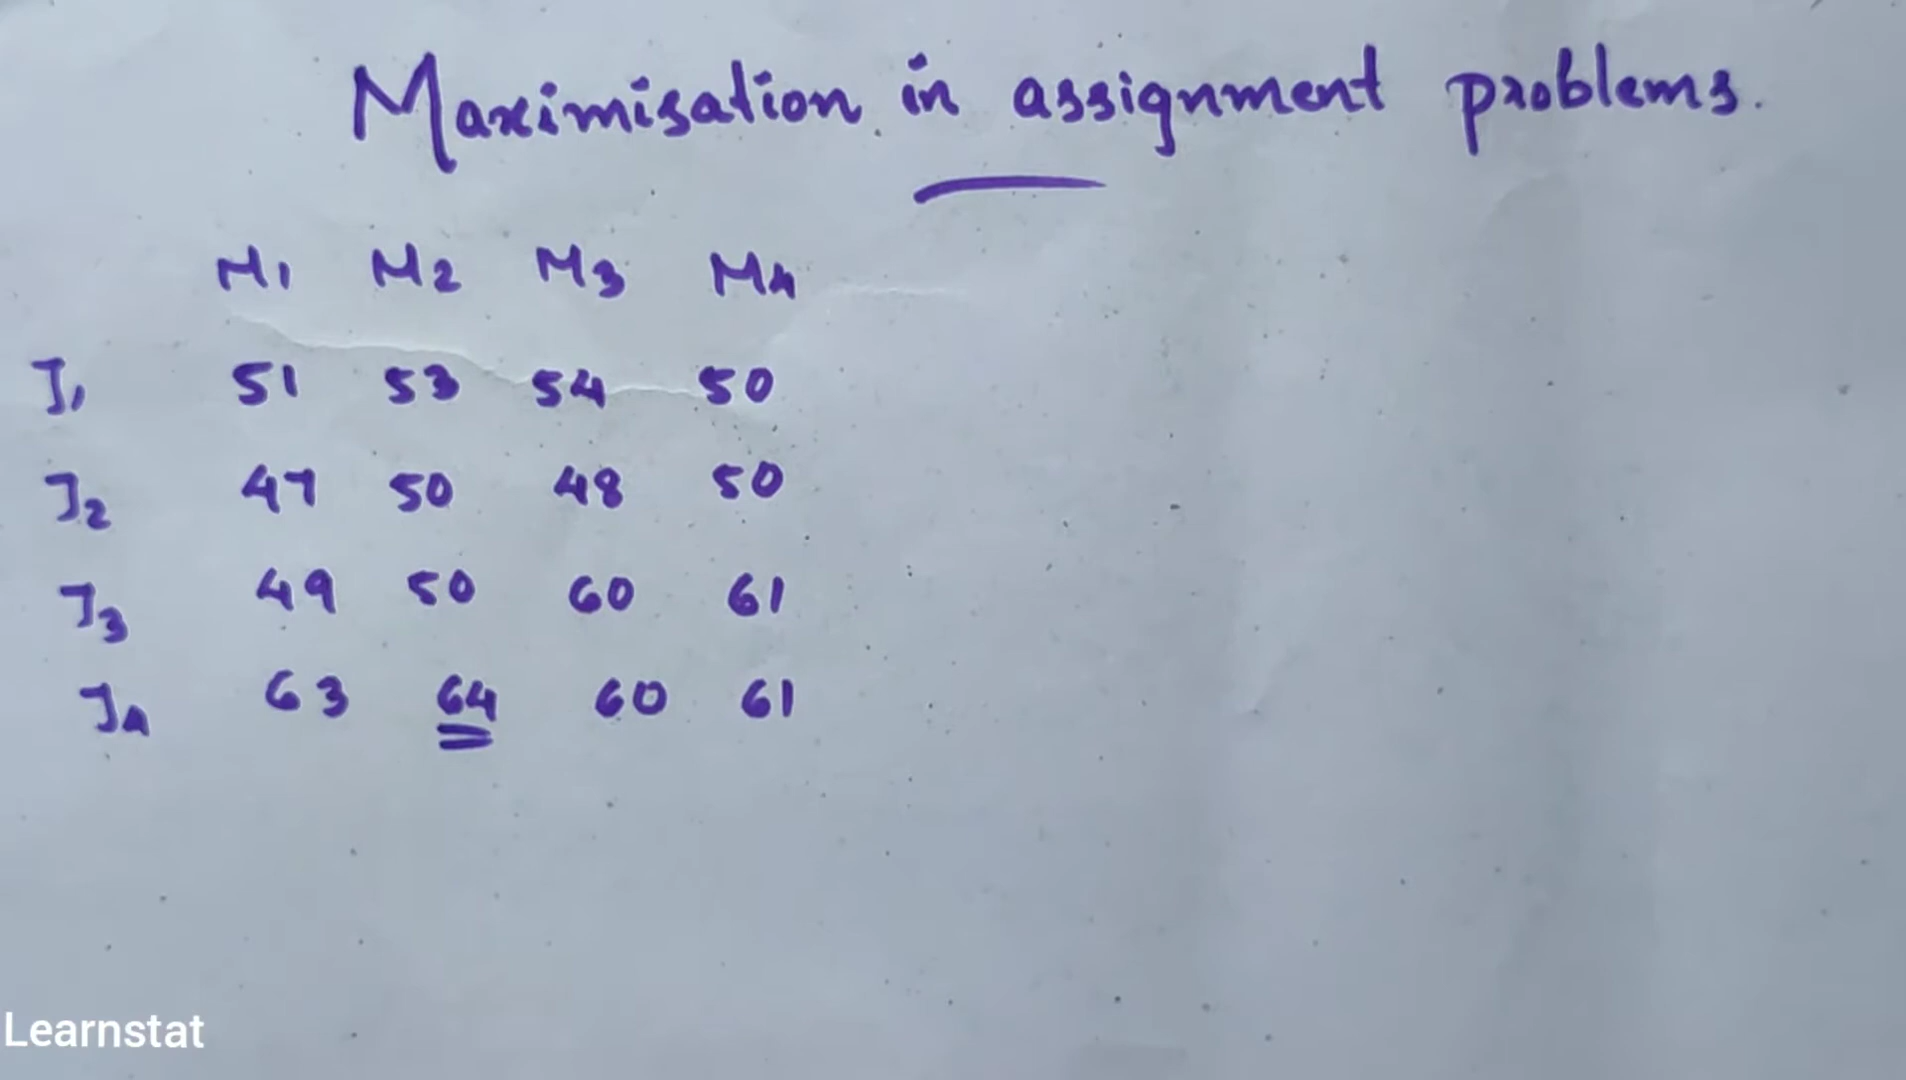 Maximisation in assignment problems.
M1 M2 M3 M4
J1 51 53 54 50
J2 47 50 48 50
J3 49 50 60 61
J4 63 64 60 61
Learnstat